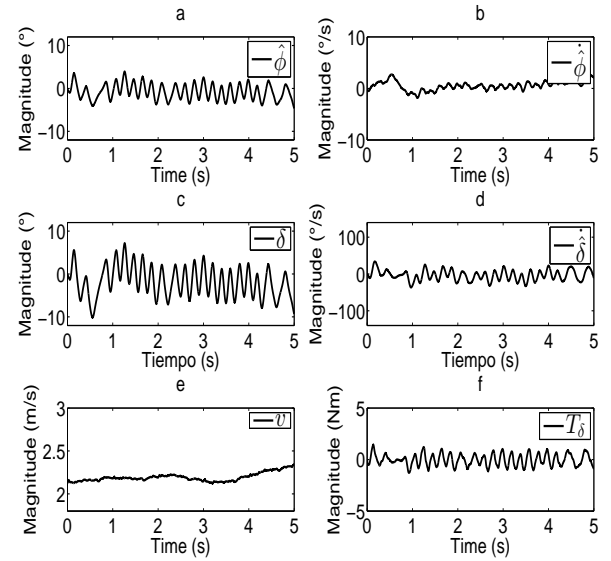 a
Magnitude (°)
10
0
−10
0 1 2 3 4 5
Time (s)
ϕ̂
b
Magnitude (°/s)
10
0
−10
0 1 2 3 4 5
Time (s)
ϕ̂̇
c
Magnitude (°)
10
0
−10
0 1 2 3 4 5
Tiempo (s)
δ
d
Magnitude (°/s)
100
0
−100
0 1 2 3 4 5
Tiempo (s)
δ̂̇
e
Magnitude (m/s)
3
2.5
2
0 1 2 3 4 5
Time (s)
v
f
Magnitude (Nm)
5
0
−5
0 1 2 3 4 5
Time (s)
T_δ